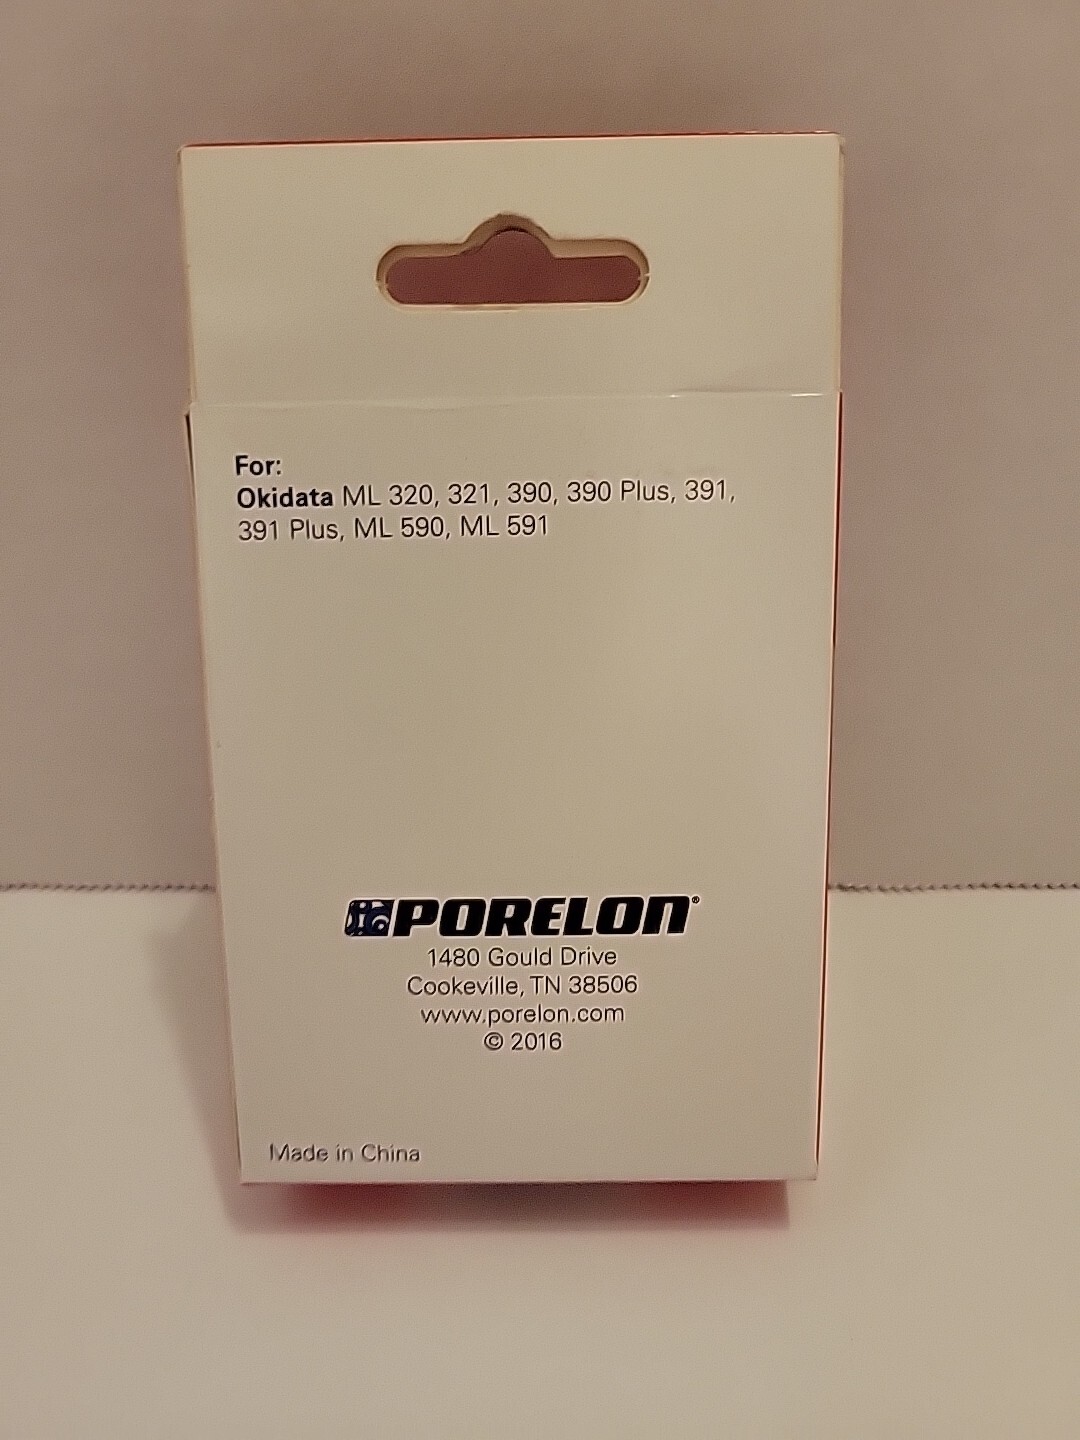 For:
Okidata ML 320, 321, 390, 390 Plus, 391,
391 Plus, ML 590, ML 591
PORELON®
1480 Gould Drive
Cookeville, TN 38506
www.porelon.com
© 2016
Made in China